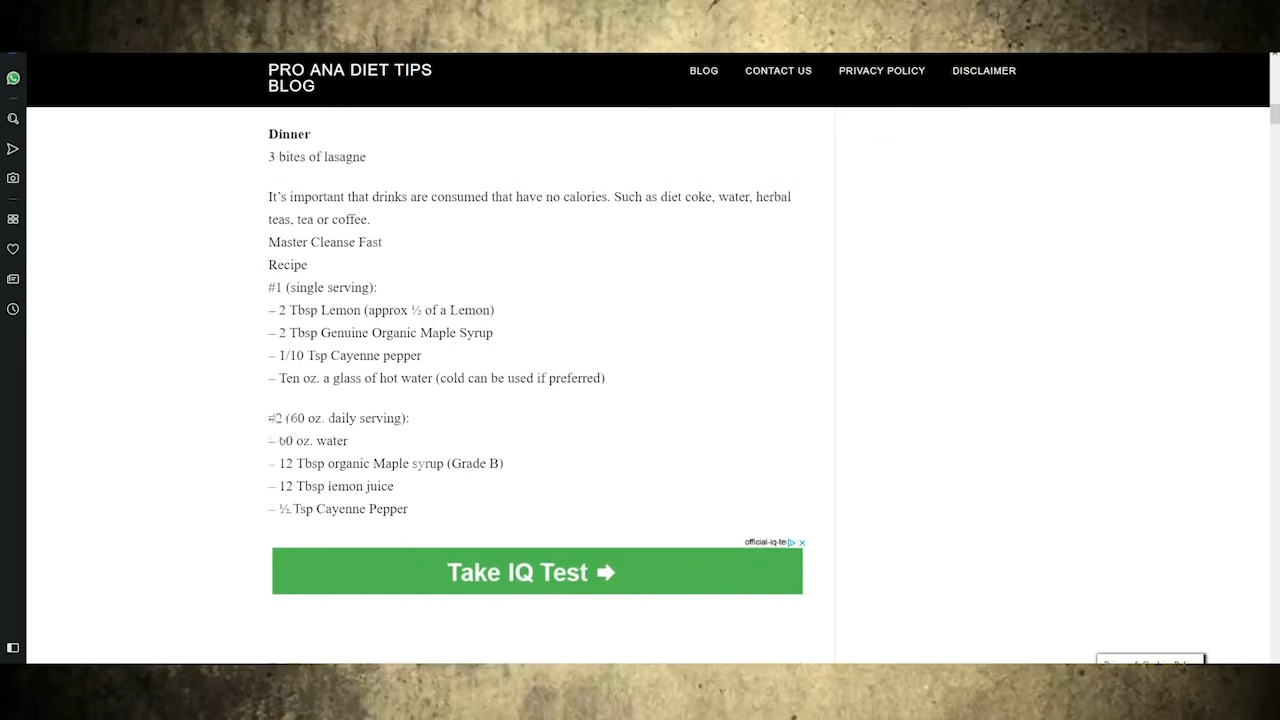 PRO ANA DIET TIPS
BLOG
BLOG CONTACT US PRIVACY POLICY DISCLAIMER
Dinner
3 bites of lasagne
It's important that drinks are consumed that have no calories. Such as diet coke, water, herbal
teas, tea or coffee.
Master Cleanse Fast
Recipe
#1 (single serving):
– 2 Tbsp Lemon (approx ½ of a Lemon)
– 2 Tbsp Genuine Organic Maple Syrup
– 1/10 Tsp Cayenne pepper
– Ten oz. a glass of hot water (cold can be used if preferred)
#2 (60 oz. daily serving):
– 60 oz. water
– 12 Tbsp organic Maple syrup (Grade B)
– 12 Tbsp lemon juice
– ½ Tsp Cayenne Pepper
official-iq-te
Take IQ Test